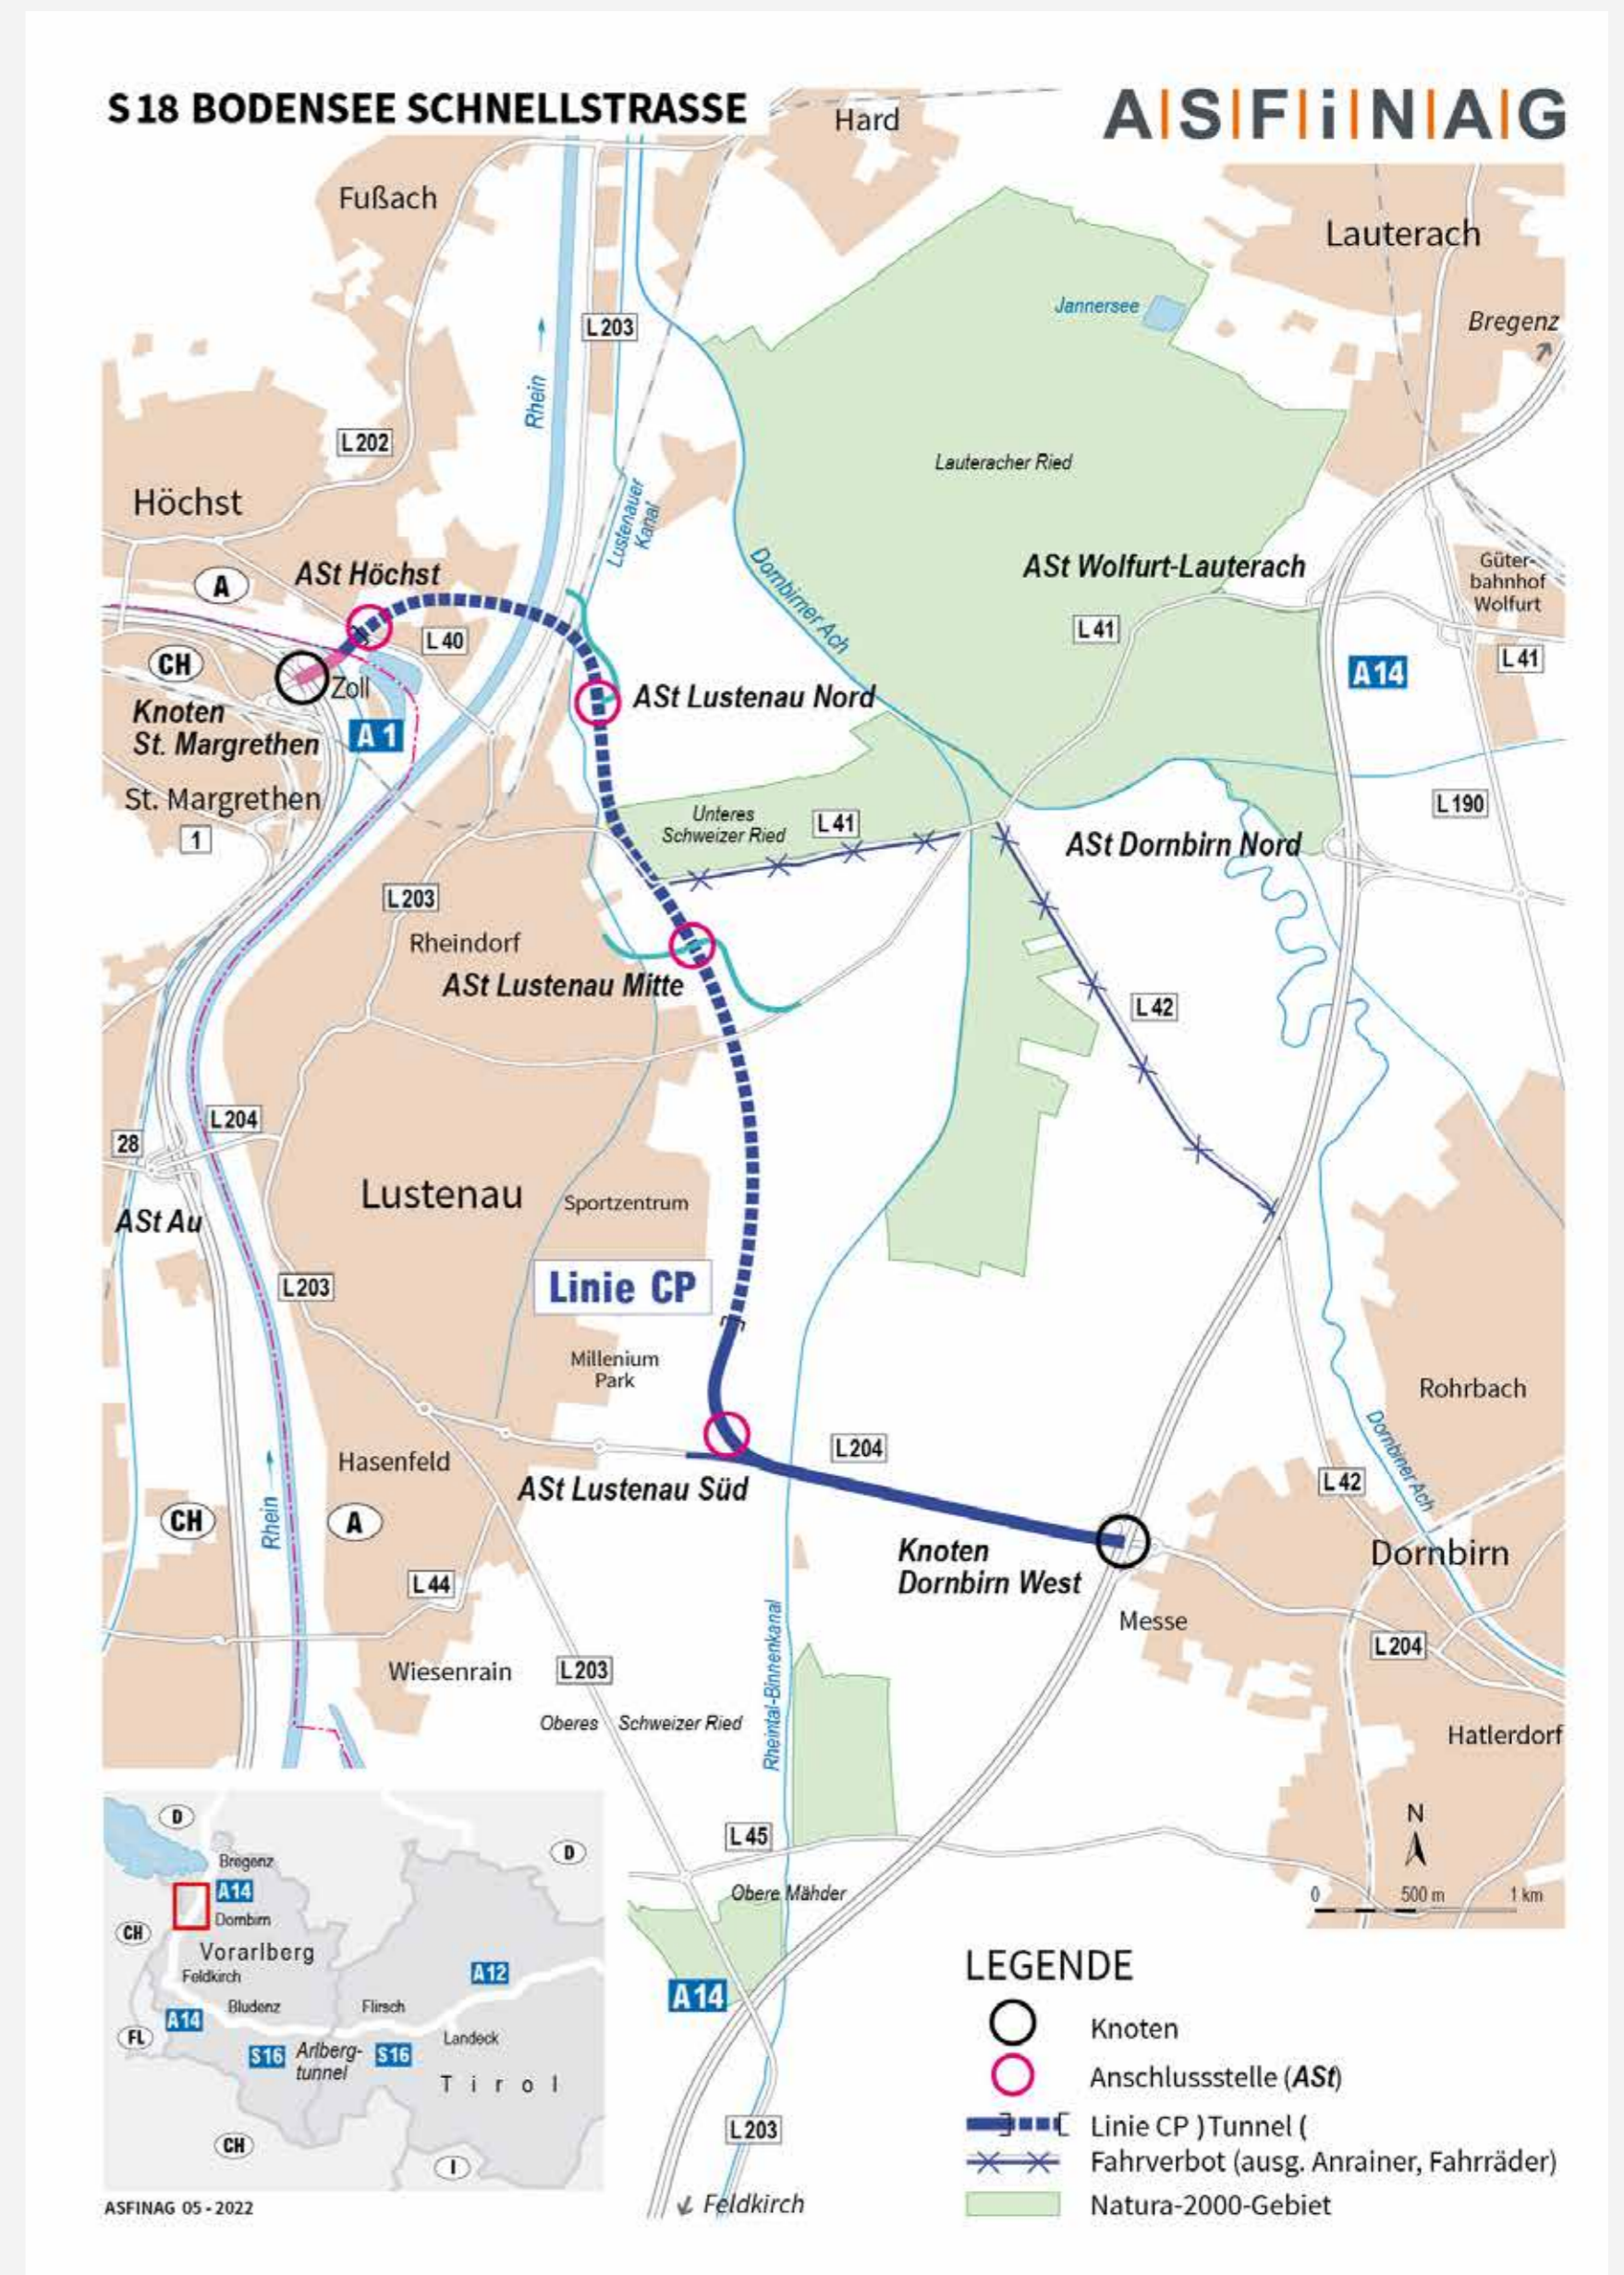 S 18 BODENSEE SCHNELLSTRASSE
A|S|F|i|N|A|G
Hard
Fußach
Lauterach
Jannersee
Bregenz
L 203
Rhein
L 202
Lauteracher Ried
Höchst
Lustenauer
Kanal
Dornbirner Ach
ASt Höchst
A
ASt Wolfurt-Lauterach
Güter-
bahnhof
Wolfurt
L 40
L 41
L 41
CH
Zoll
A14
ASt Lustenau Nord
Knoten
St. Margrethen
A 1
St. Margrethen
1
Unteres
Schweizer Ried
L 41
L 190
ASt Dornbirn Nord
L 203
Rheindorf
ASt Lustenau Mitte
L 42
L 204
28
Lustenau
Sportzentrum
ASt Au
L 203
Linie CP
Millenium
Park
Rohrbach
Dornbirner Ach
Hasenfeld
L 204
ASt Lustenau Süd
L 42
CH
Rhein
A
Knoten
Dornbirn West
Dornbirn
L 44
Messe
L 204
Rheintal-Binnenkanal
Wiesenrain
L 203
Oberes Schweizer Ried
Hatlerdorf
N
L 45
Obere Mähder
0 500 m 1 km
D
Bregenz
D
A14
Dornbirn
CH
Vorarlberg
Feldkirch
A12
Bludenz
Flirsch
A14
FL
Landeck
S16
Arlberg-
tunnel
S16
Tirol
CH
I
A14
L 203
Feldkirch
LEGENDE
Knoten
Anschlussstelle (ASt)
Linie CP ) Tunnel (
Fahrverbot (ausg. Anrainer, Fahrräder)
Natura-2000-Gebiet
ASFINAG 05 - 2022